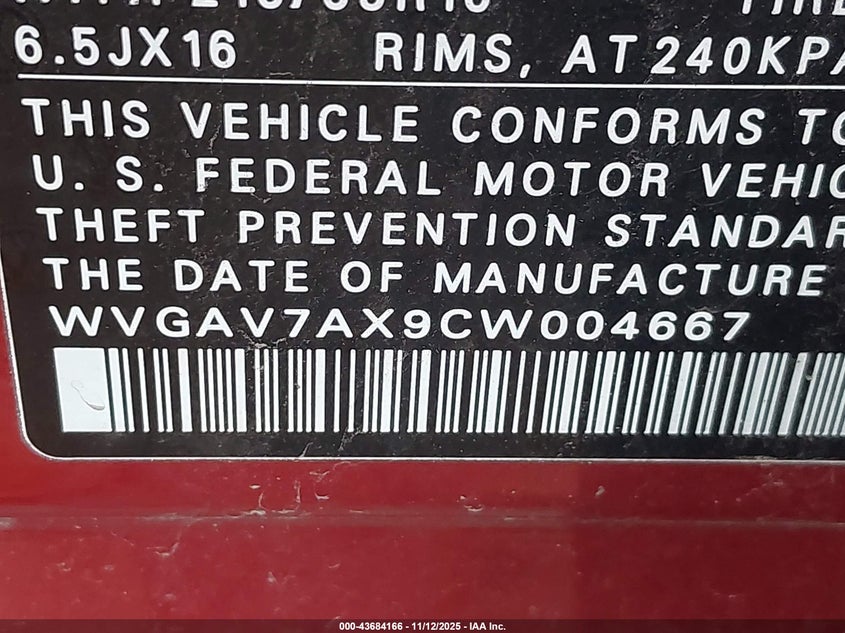 6.5JX16 RIMS, AT 240KPA
THIS VEHICLE CONFORMS TO
U. S. FEDERAL MOTOR VEHIC
THEFT PREVENTION STANDAR
THE DATE OF MANUFACTURE
WVGAV7AX9CW004667
000-43684166 - 11/12/2025 - IAA Inc.